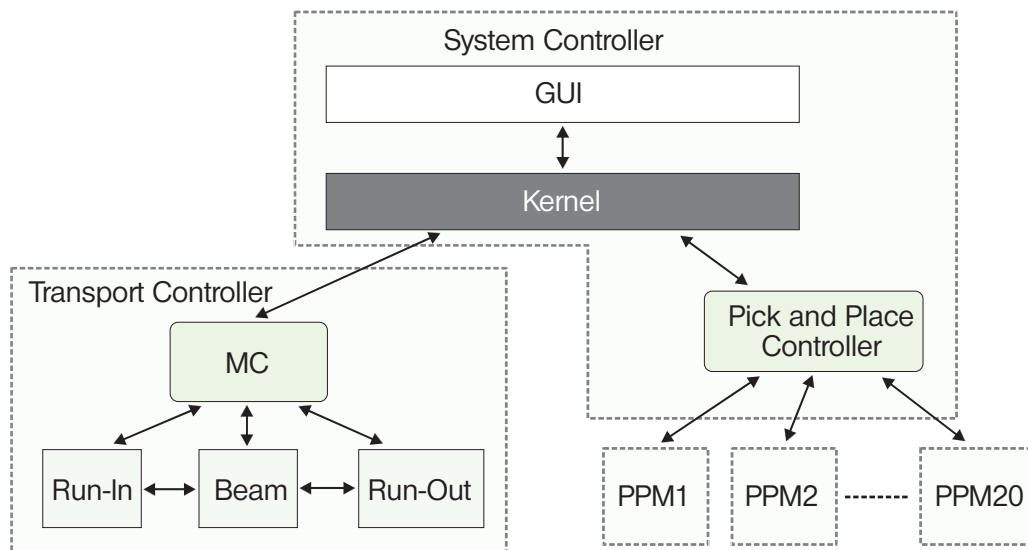 System Controller
GUI
Kernel
Transport Controller
MC
Pick and Place
Controller
Run-In
Beam
Run-Out
PPM1
PPM2
PPM20